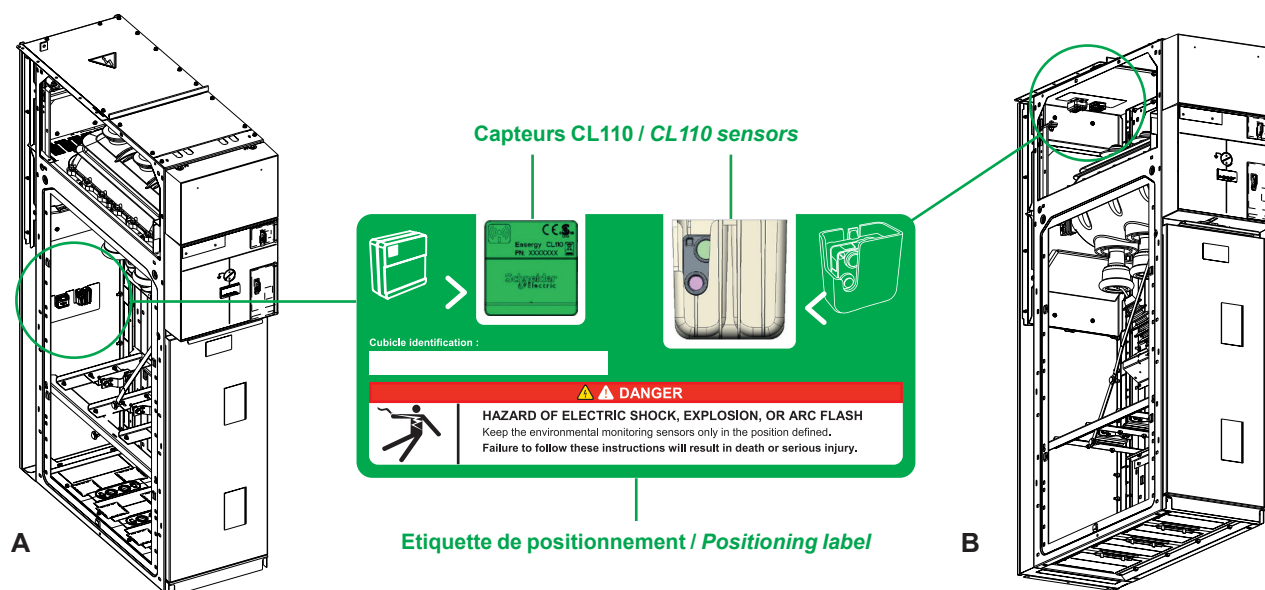 Capteurs CL110 / CL110 sensors
Easergy CL110
PN: XXXXXXX
Schneider
Electric
Cubicle identification :
DANGER
HAZARD OF ELECTRIC SHOCK, EXPLOSION, OR ARC FLASH
Keep the environmental monitoring sensors only in the position defined.
Failure to follow these instructions will result in death or serious injury.
A
Etiquette de positionnement / Positioning label
B